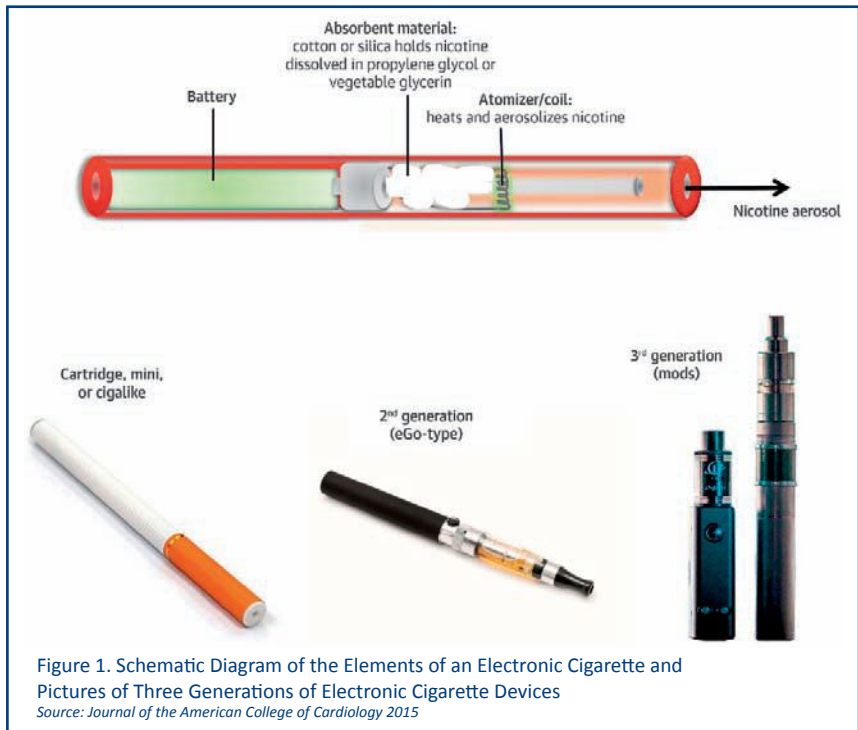 Absorbent material:
cotton or silica holds nicotine
dissolved in propylene glycol or
vegetable glycerin
Battery
Atomizer/coil:
heats and aerosolizes nicotine
Nicotine aerosol
Cartridge, mini,
or cigalike
2nd generation
(eGo-type)
3rd generation
(mods)
Figure 1. Schematic Diagram of the Elements of an Electronic Cigarette and
Pictures of Three Generations of Electronic Cigarette Devices
Source: Journal of the American College of Cardiology 2015